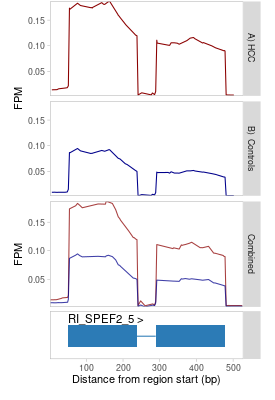 0.15
0.10
0.05
FPM
A) HCC
0.15
0.10
0.05
B) Controls
0.15
0.10
0.05
FPM
Combined
RI_SPEF2_5 >
100 200 300 400 500
Distance from region start (bp)